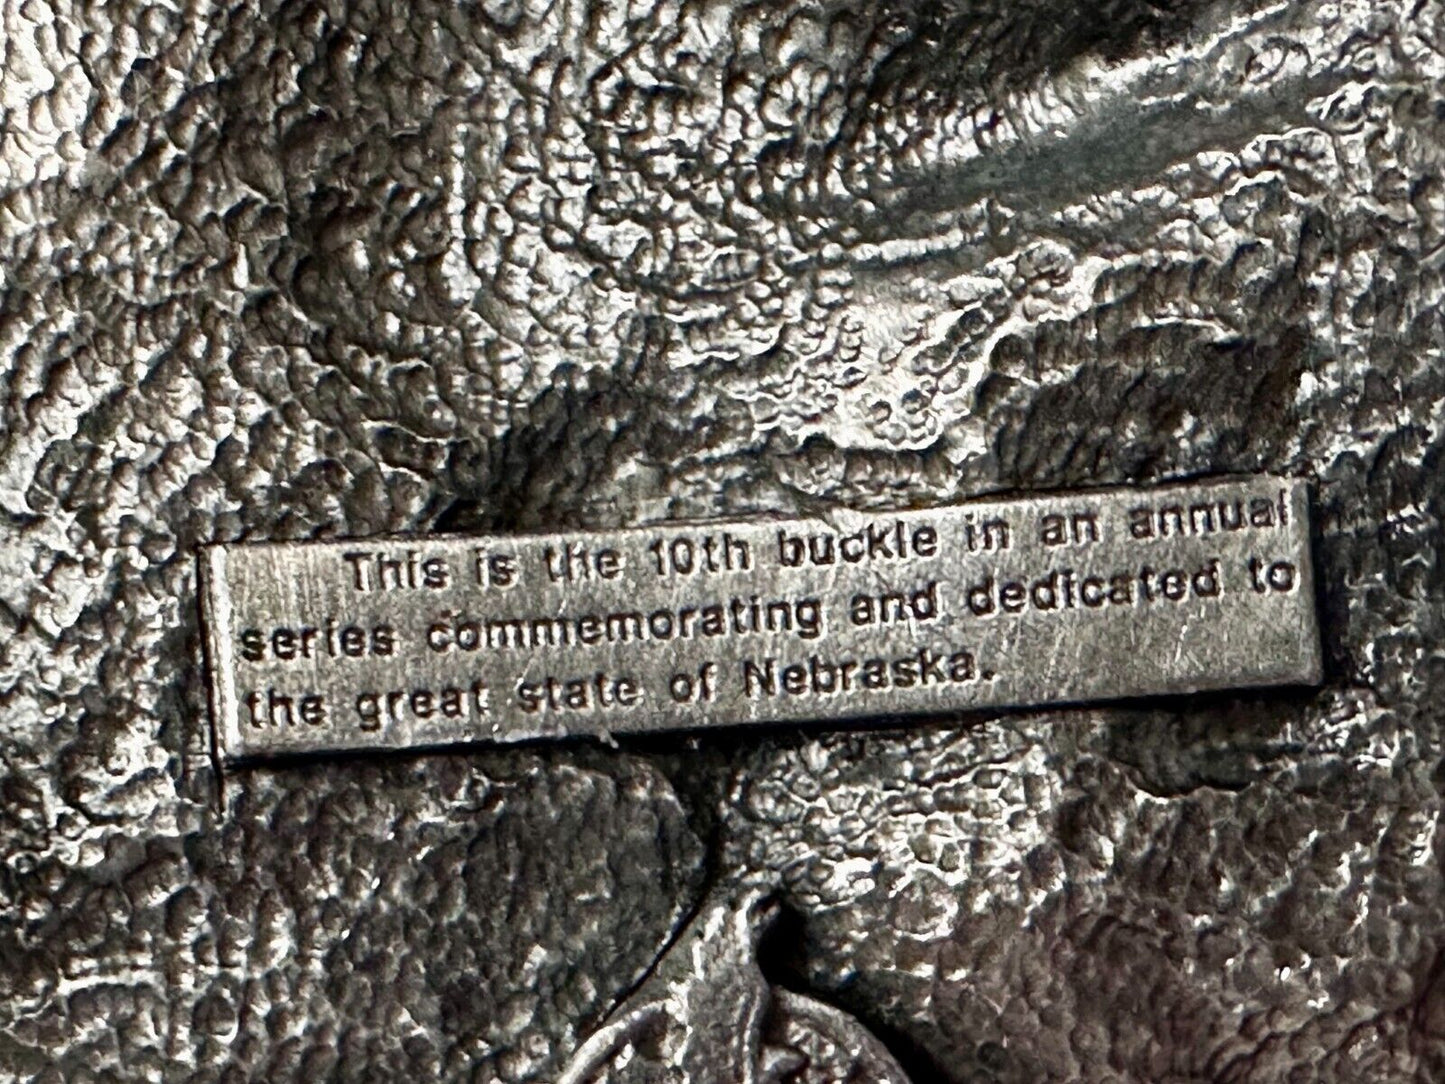 This is the 10th buckle in an annual
series commemorating and dedicated to
the great state of Nebraska.